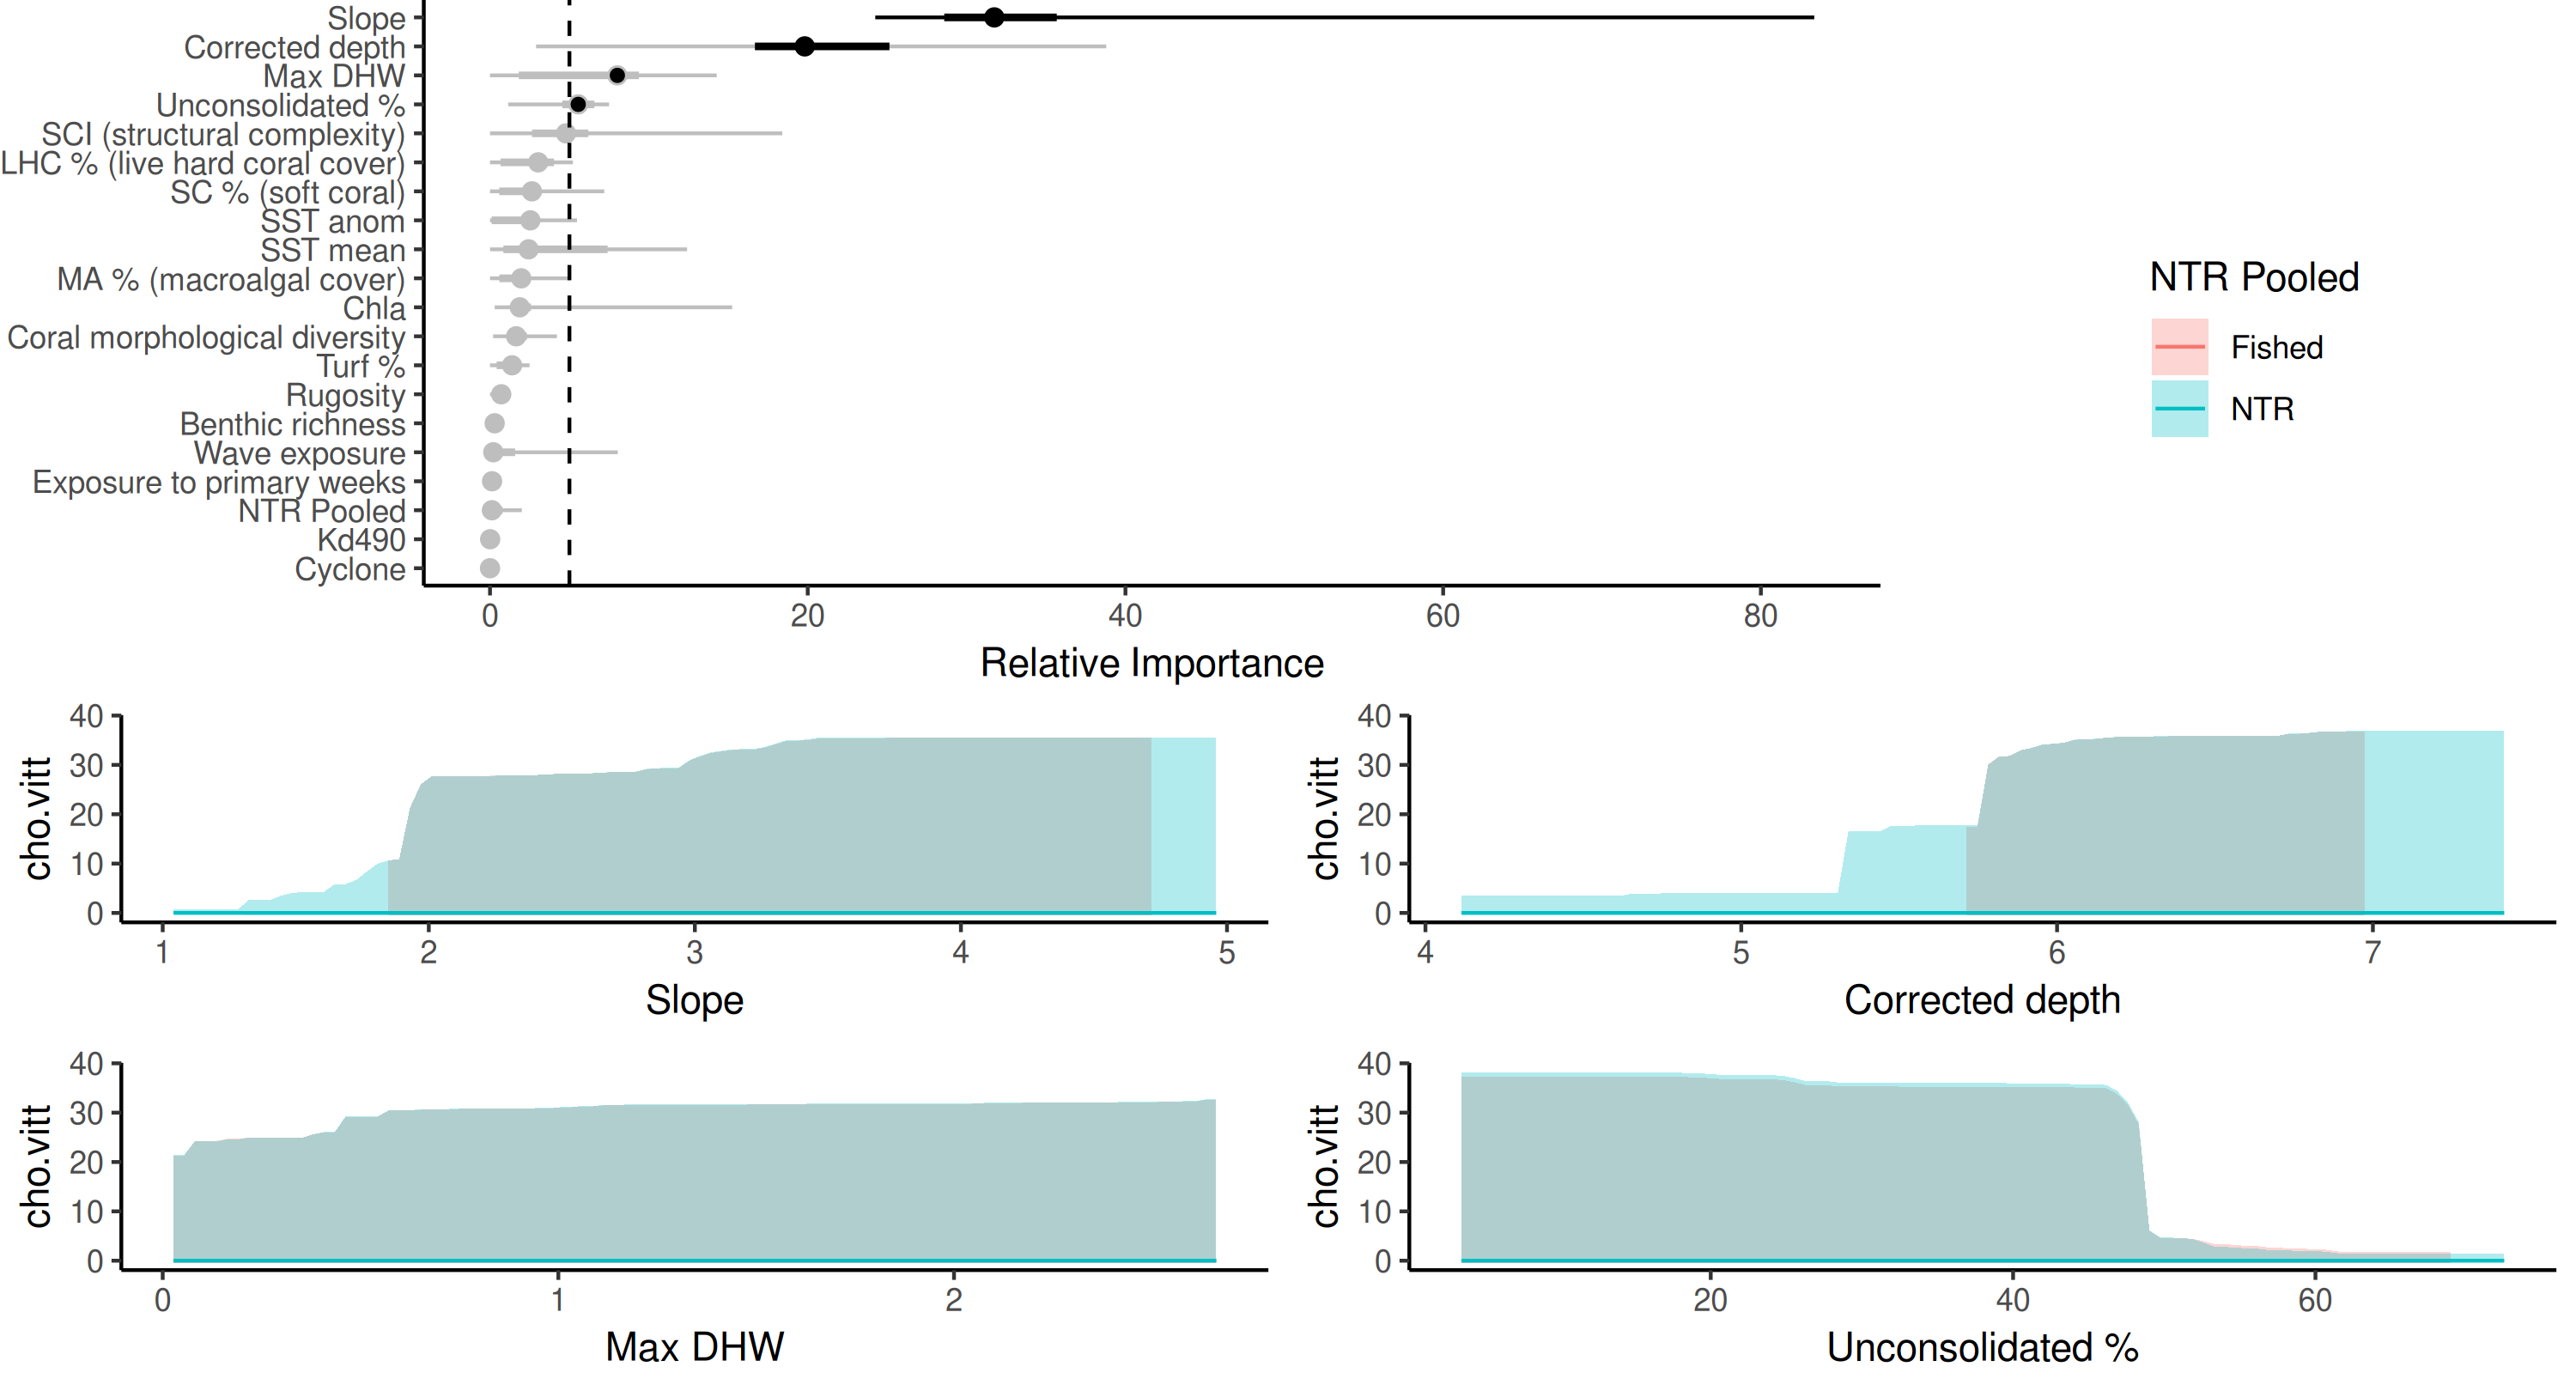 Slope
Corrected depth
Max DHW
Unconsolidated %
SCI (structural complexity)
LHC % (live hard coral cover)
SC % (soft coral)
SST anom
SST mean
MA % (macroalgal cover)
Chla
Coral morphological diversity
Turf %
Rugosity
Benthic richness
Wave exposure
Exposure to primary weeks
NTR Pooled
Kd490
Cyclone
0 20 40 60 80
Relative Importance
NTR Pooled
Fished
NTR
cho.vitt
40
30
20
10
0
1 2 3 4 5
Slope
cho.vitt
40
30
20
10
0
4 5 6 7
Corrected depth
cho.vitt
40
30
20
10
0
0 1 2
Max DHW
cho.vitt
40
30
20
10
0
20 40 60
Unconsolidated %